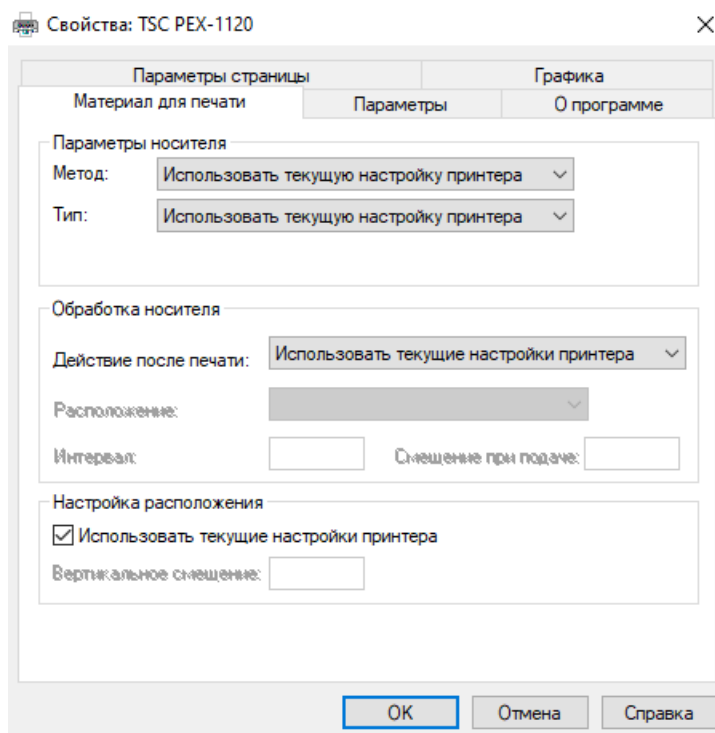 Свойства: TSC PEX-1120
Параметры страницы
Графика
Материал для печати
Параметры
О программе
Параметры носителя
Метод: Использовать текущую настройку принтера
Тип: Использовать текущую настройку принтера
Обработка носителя
Действие после печати: Использовать текущие настройки принтера
Расположение:
Интервал: Смещение при подаче:
Настройка расположения
Использовать текущие настройки принтера
Вертикальное смещение:
OK Отмена Справка